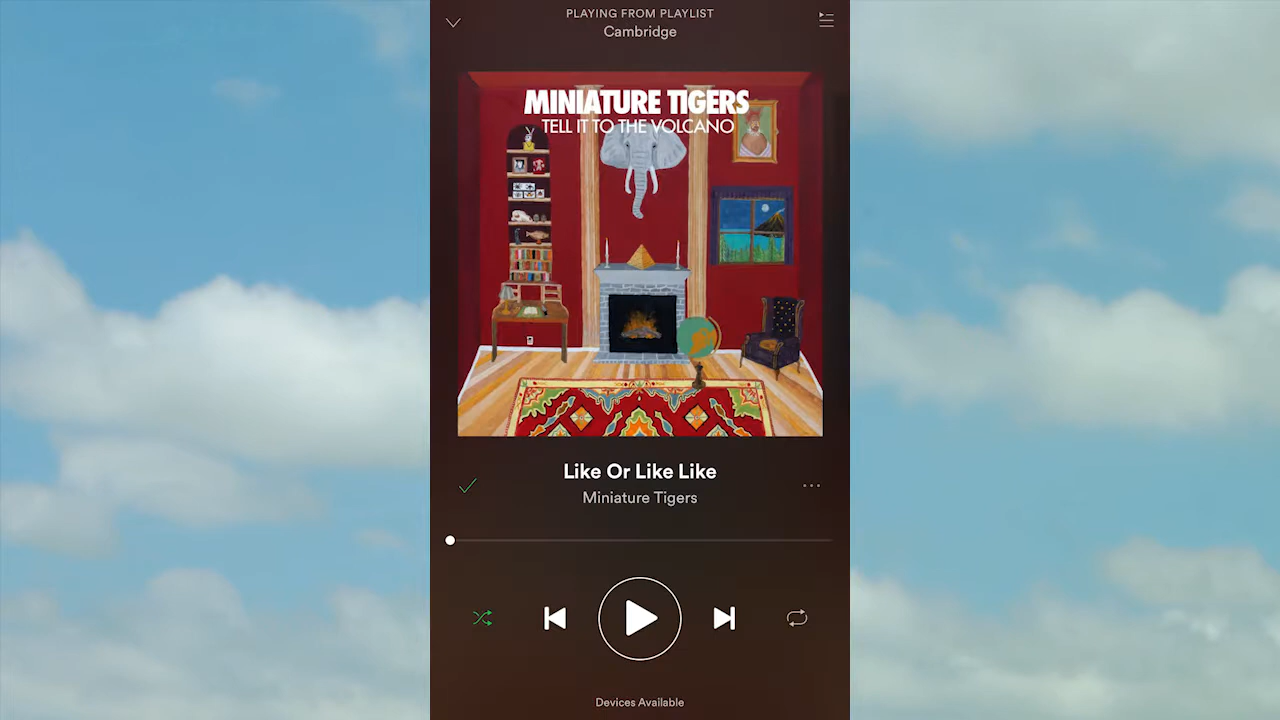 PLAYING FROM PLAYLIST
Cambridge
MINIATURE TIGERS
TELL IT TO THE VOLCANO
Like Or Like Like
Miniature Tigers
Devices Available